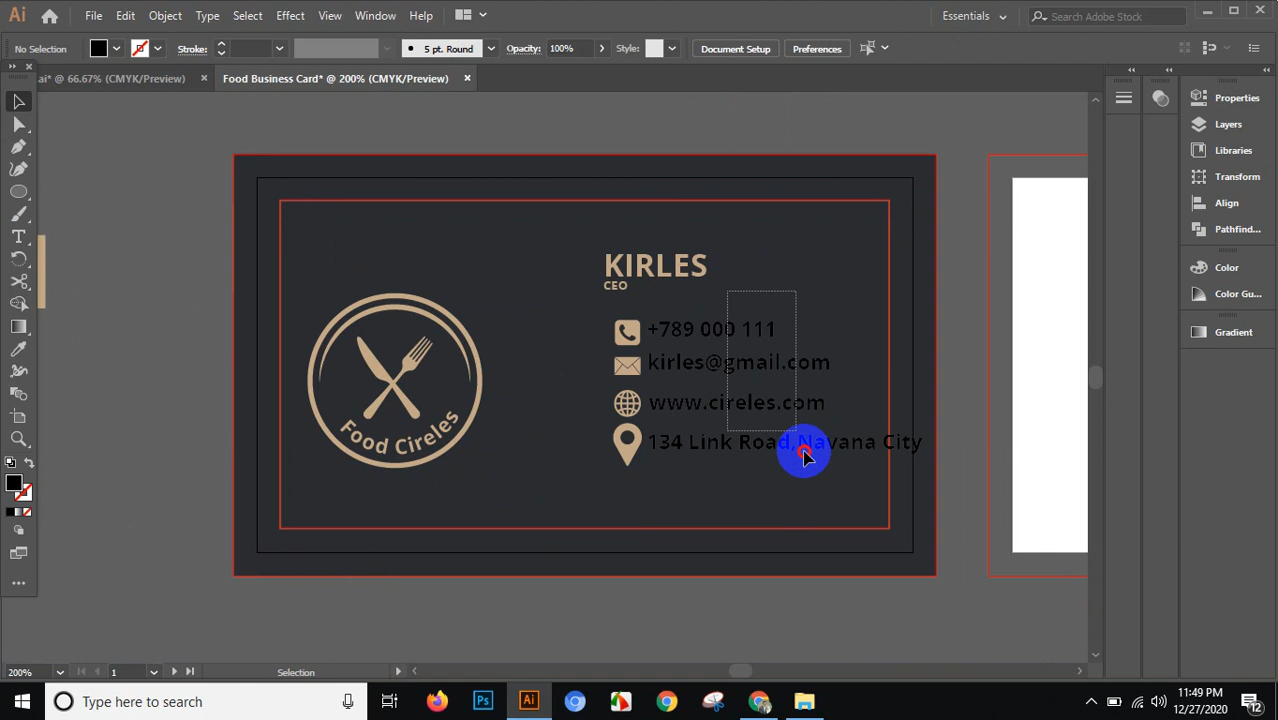 Ai File Edit Object Type Select Effect View Window Help Essentials Search Adobe Stock
No Selection Stroke: 5 pt. Round Opacity: 100% Style: Document Setup Preferences
ai* @ 66.67% (CMYK/Preview) × Food Business Card* @ 200% (CMYK/Preview) ×
Properties
Layers
Libraries
Transform
Align
Pathfind...
Color
Color Gu...
Gradient
KIRLES
CEO
+789 000 111
kirles@gmail.com
www.cireles.com
134 Link Road,Navana City
Food Cireles
200% 1 Selection
Type here to search Ps Ai 11:49 PM
12/27/2020 12